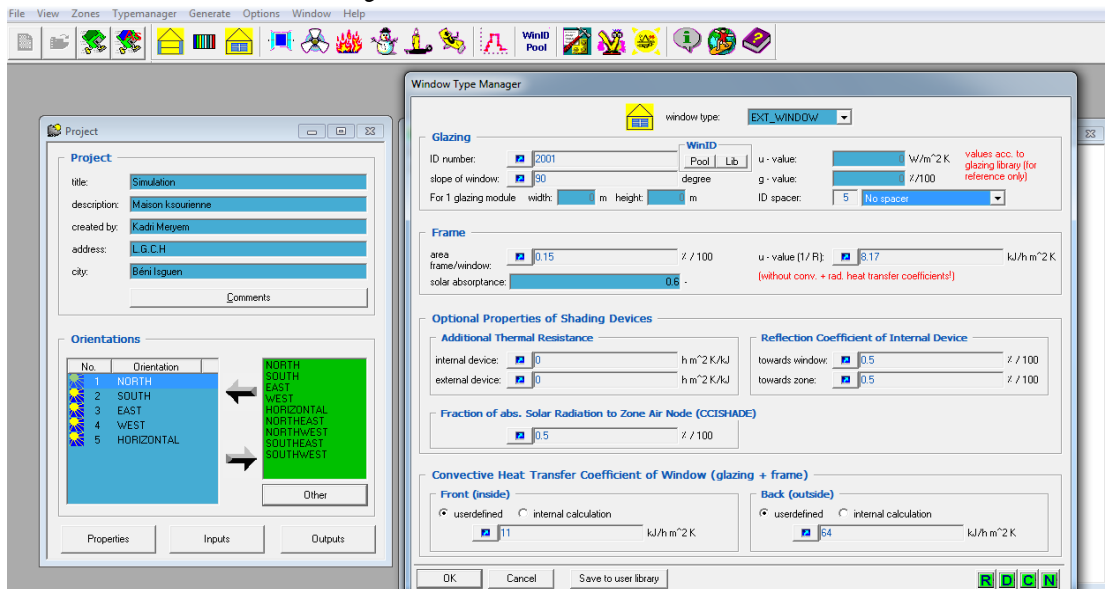 File View Zones Typemanager Generate Options Window Help
WinID
Pool
Project
Project
title: Simulation
description: Maison ksourienne
created by: Kadri Meryem
address: L.G.C.H
city: Béni Isguen
Comments
Orientations
No. Orientation
1 NORTH
2 SOUTH
3 EAST
4 WEST
5 HORIZONTAL
NORTH
SOUTH
EAST
WEST
HORIZONTAL
NORTHEAST
NORTHWEST
SOUTHEAST
SOUTHWEST
Other
Properties Inputs Outputs
Window Type Manager
window type: EXT_WINDOW
Glazing
WinID
ID number: 2001 Pool Lib u - value: 0 W/m^2 K
slope of window: 90 degree g - value: 0 %/100
values acc. to
glazing library (for
reference only)
For 1 glazing module width: 0 m height: 0 m ID spacer: 5 No spacer
Frame
area
frame/window: 0.15 % / 100 u - value (1/ R): 8.17 kJ/h m^2 K
solar absorptance: 0.6 - (without conv. + rad. heat transfer coefficients!)
Optional Properties of Shading Devices
Additional Thermal Resistance
internal device: 0 h m^2 K/kJ
external device: 0 h m^2 K/kJ
Reflection Coefficient of Internal Device
towards window: 0.5 % / 100
towards zone: 0.5 % / 100
Fraction of abs. Solar Radiation to Zone Air Node (CCISHADE)
0.5 % / 100
Convective Heat Transfer Coefficient of Window (glazing + frame)
Front (inside)
userdefined internal calculation
11 kJ/h m^2 K
Back (outside)
userdefined internal calculation
64 kJ/h m^2 K
OK Cancel Save to user library R D C N